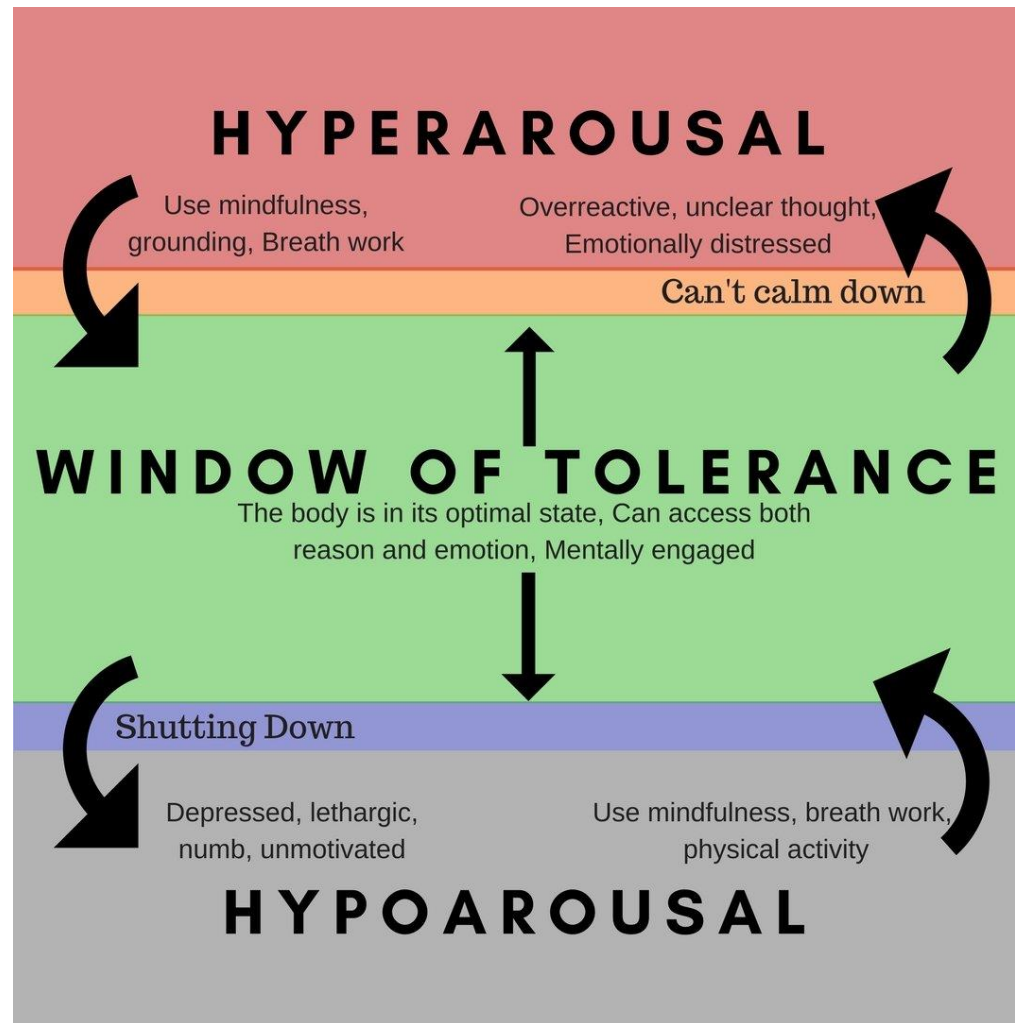 HYPERAROUSAL
Use mindfulness,
grounding, Breath work
Overreactive, unclear thought,
Emotionally distressed
Can't calm down
WINDOW OF TOLERANCE
The body is in its optimal state, Can access both
reason and emotion, Mentally engaged
Shutting Down
Depressed, lethargic,
numb, unmotivated
Use mindfulness, breath work,
physical activity
HYPOAROUSAL